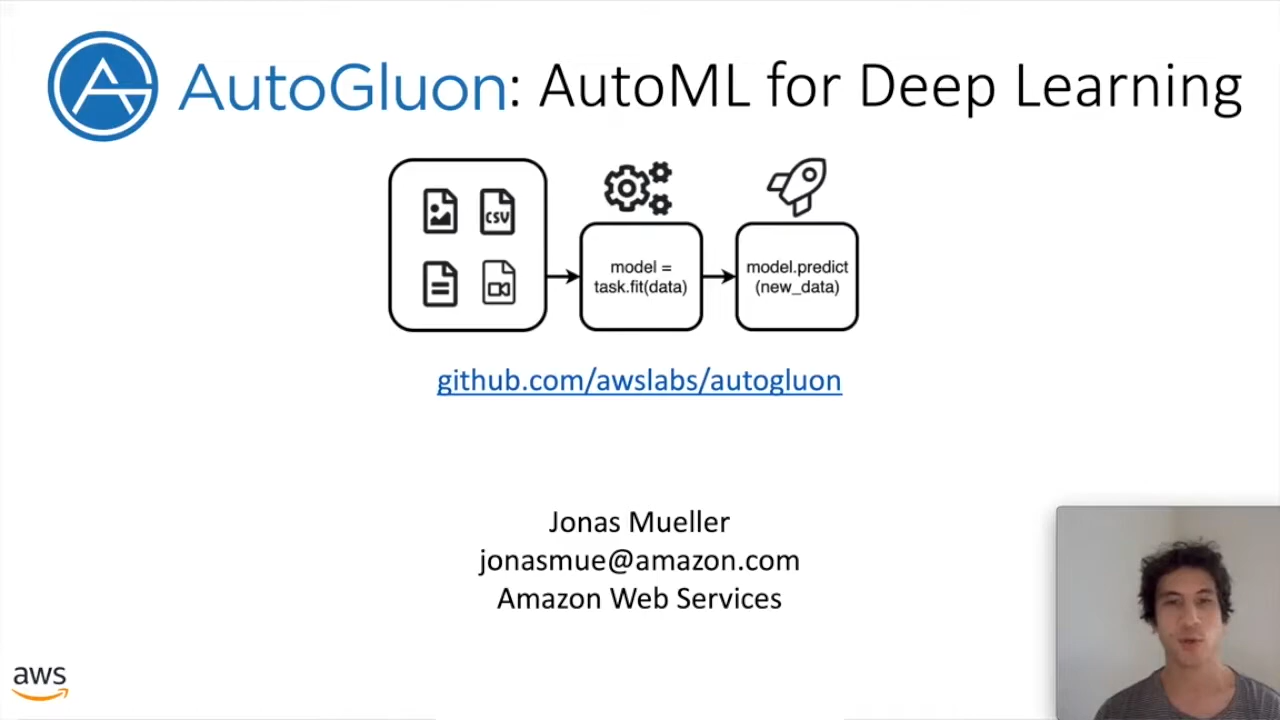 AutoGluon: AutoML for Deep Learning
CSV
model =
task.fit(data)
model.predict
(new_data)
github.com/awslabs/autogluon
Jonas Mueller
jonasmue@amazon.com
Amazon Web Services
aws